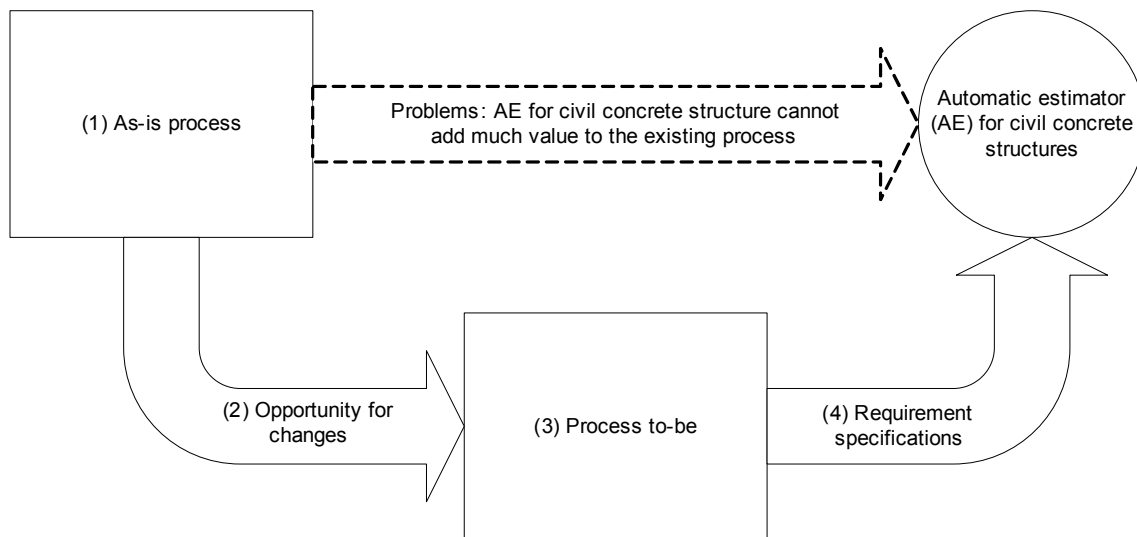 (1) As-is process
Problems: AE for civil concrete structure cannot
add much value to the existing process
Automatic estimator
(AE) for civil concrete
structures
(2) Opportunity for
changes
(3) Process to-be
(4) Requirement
specifications